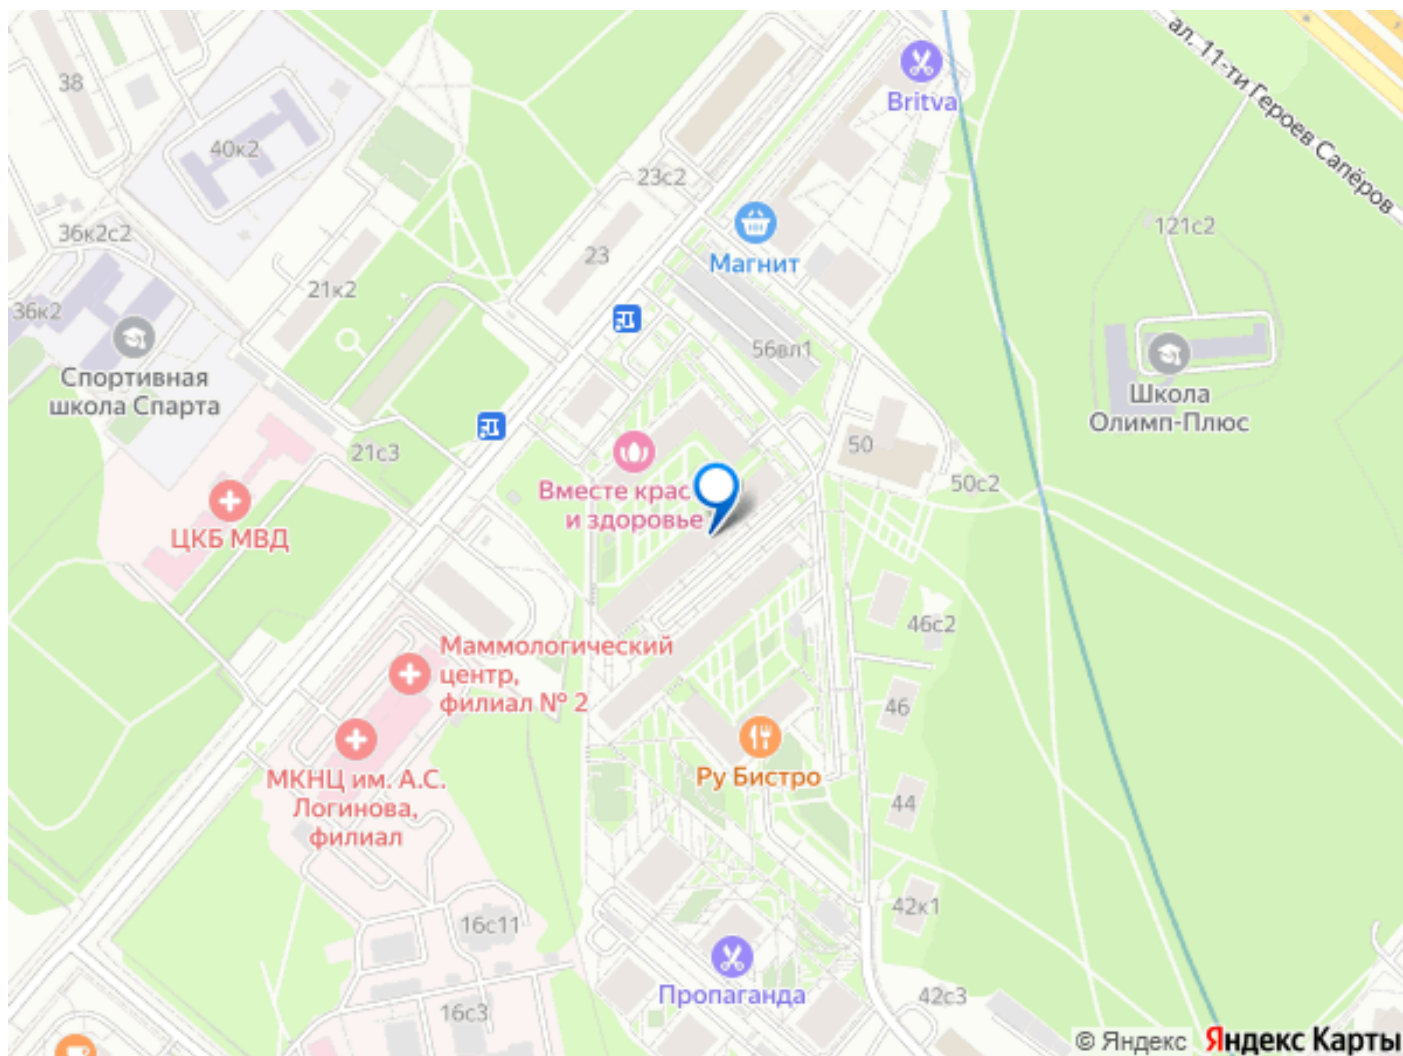 38
40к2
36к2с2
36к2
21к2
Спортивная
школа Спарта
21с3
ЦКБ МВД
23с2
23
Britva
ал. 11-ти Героев Сапёров
Магнит
56вл1
121с2
Школа
Олимп-Плюс
50
50с2
Вместе крас
и здоровье
46с2
46
44
42к1
42с3
Маммологический
центр,
филиал № 2
МКНЦ им. А.С.
Логинова,
филиал
Ру Бистро
16с11
16с3
Пропаганда
© Яндекс Яндекс Карты